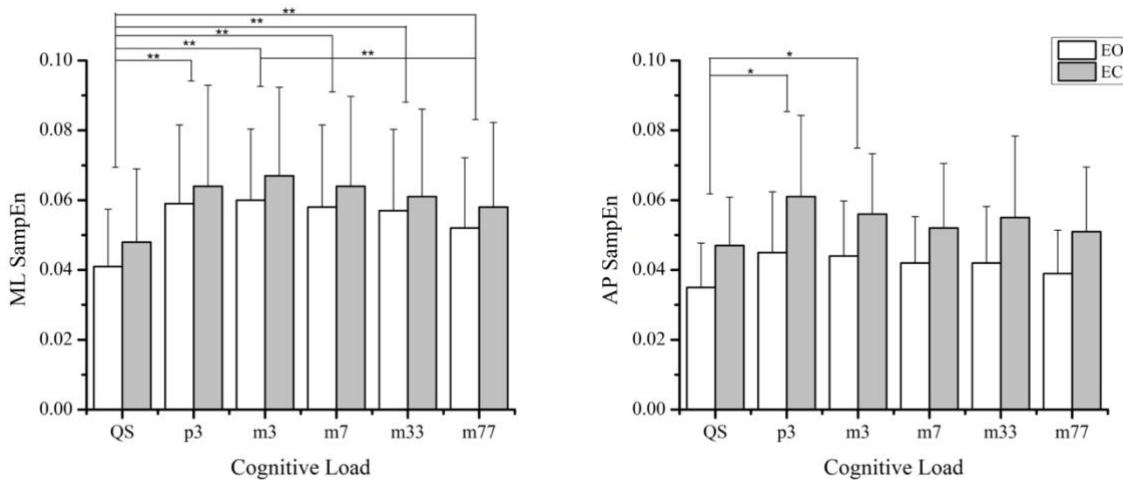 **
**
**
**
** **
0.10
0.08
0.06
0.04
0.02
0.00
ML SampEn
QS p3 m3 m7 m33 m77
Cognitive Load
*
*
0.10
0.08
0.06
0.04
0.02
0.00
AP SampEn
QS p3 m3 m7 m33 m77
Cognitive Load
EO
EC